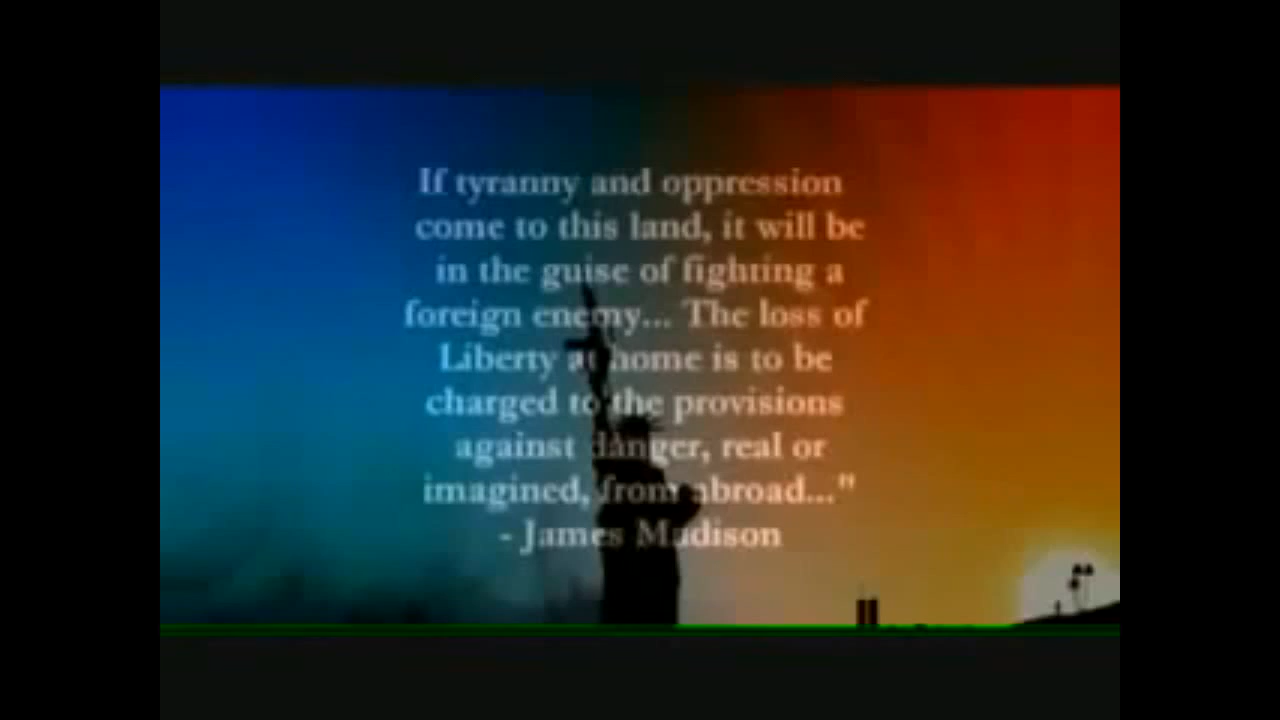 If tyranny and oppression
come to this land, it will be
in the guise of fighting a
foreign enemy... The loss of
Liberty at home is to be
charged to the provisions
against danger, real or
imagined, from abroad..."
- James Madison